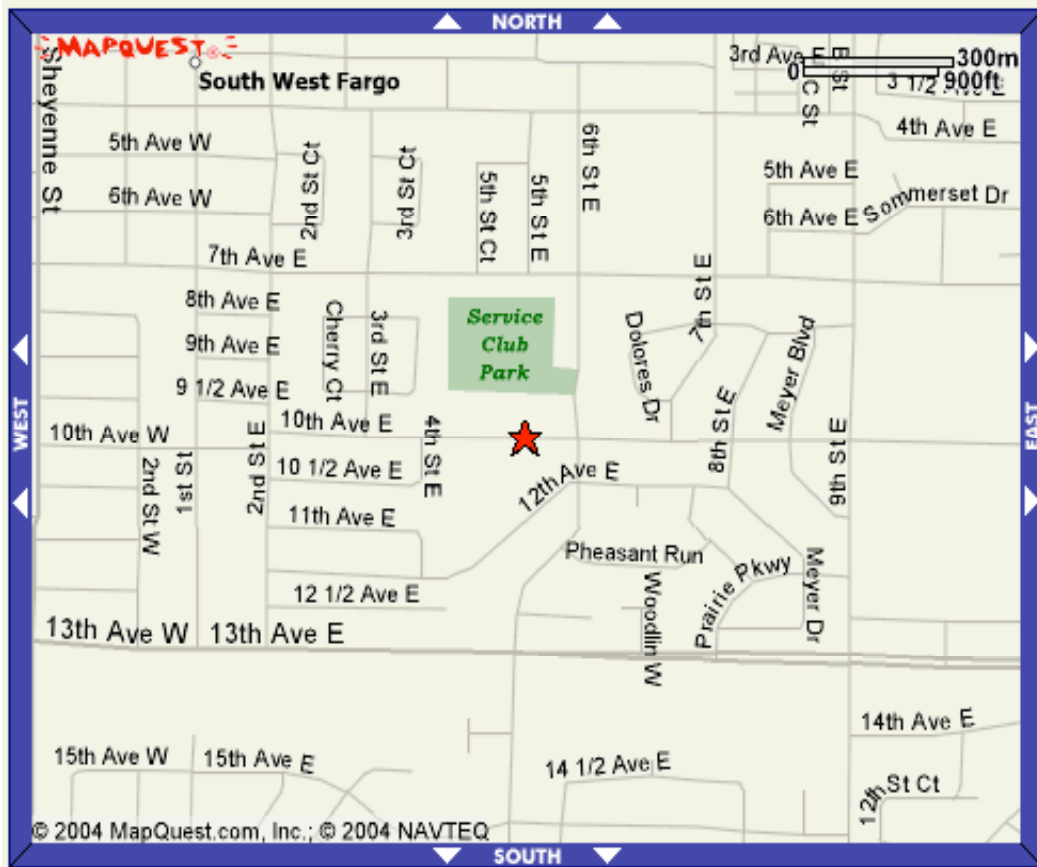 NORTH
MAPQUEST®
3rd Ave E
B St
300m
0
900ft
Sheyenne St
South West Fargo
C St
3 1/2 Ave E
4th Ave E
5th Ave W
2nd St Ct
3rd St Ct
6th St E
5th Ave E
5th St Ct
5th St E
6th Ave W
Sommerset Dr
6th Ave E
7th Ave E
7th St E
8th Ave E
Cherry Ct
3rd St E
Service
Club
Park
Dolores Dr
Meyer Blvd
9th Ave E
9 1/2 Ave E
WEST
EAST
10th Ave W
10th Ave E
4th St E
8th St E
9th St E
2nd St W
1st St
2nd St E
10 1/2 Ave E
12th Ave E
11th Ave E
Pheasant Run
Prairie Pkwy
Meyer Dr
Woodlin W
12 1/2 Ave E
13th Ave W
13th Ave E
14th Ave E
15th Ave W
15th Ave E
14 1/2 Ave E
12th St Ct
© 2004 MapQuest.com, Inc.; © 2004 NAVTEQ
SOUTH